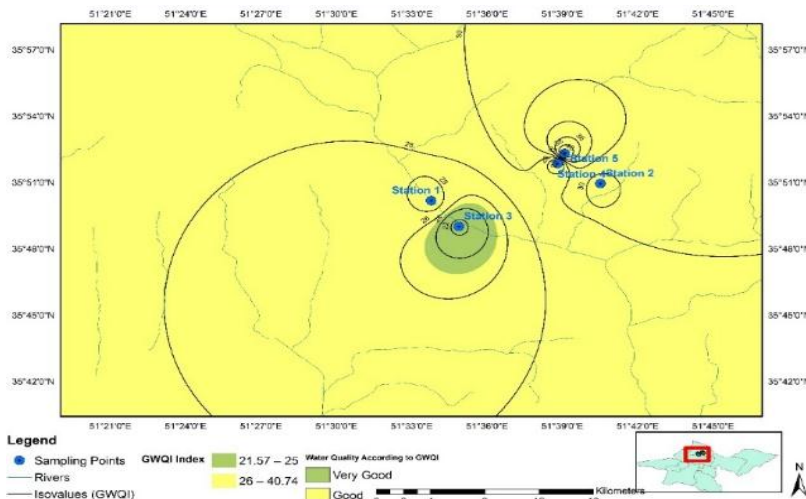 51°21'0"E 51°24'0"E 51°27'0"E 51°30'0"E 51°33'0"E 51°36'0"E 51°39'0"E 51°42'0"E 51°45'0"E
35°57'0"N 35°57'0"N
35°54'0"N 35°54'0"N
Station 5
35°51'0"N 35°51'0"N
Station 2
Station 1
Station 3
35°48'0"N 35°48'0"N
35°45'0"N 35°45'0"N
35°42'0"N 35°42'0"N
51°21'0"E 51°24'0"E 51°27'0"E 51°30'0"E 51°33'0"E 51°36'0"E 51°39'0"E 51°42'0"E 51°45'0"E
Legend
Sampling Points
Rivers
Isovalues (GWQI)
GWQI Index
21.57 – 25
26 – 40.74
Water Quality According to GWQI
Very Good
Good
Kilometers
N